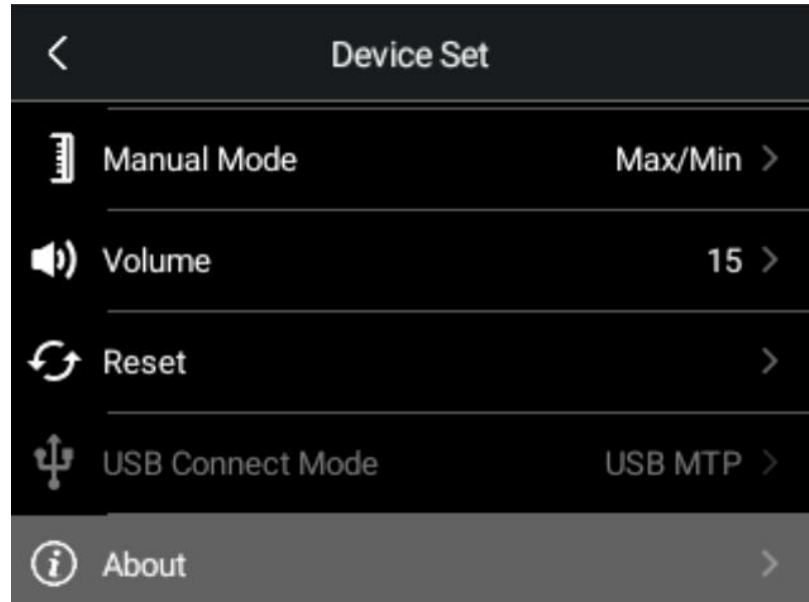 Device Set
Manual Mode Max/Min
Volume 15
Reset
USB Connect Mode USB MTP
About